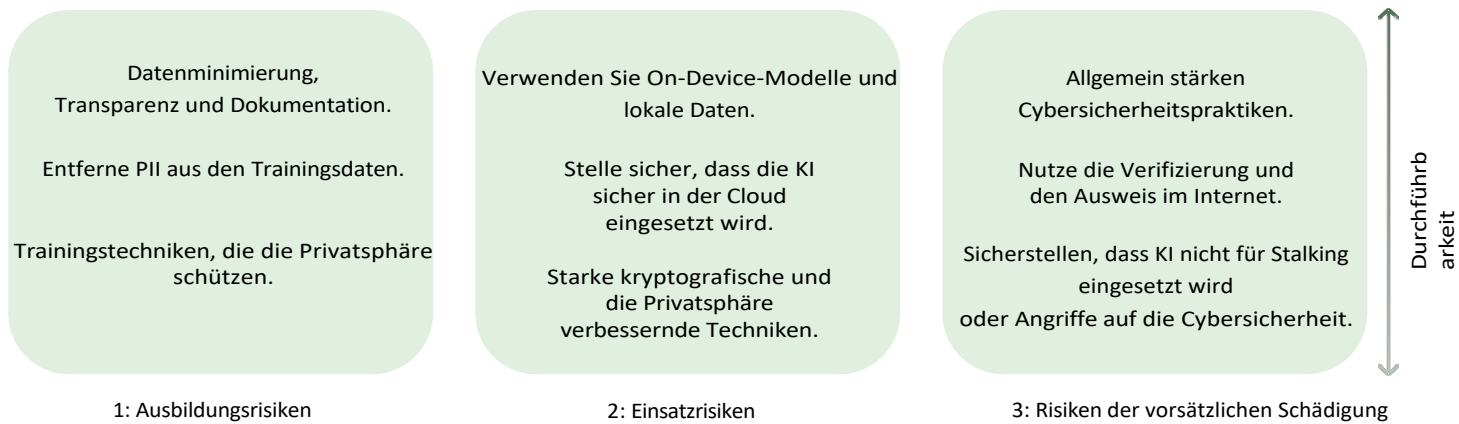 Datenminimierung,
Transparenz und Dokumentation.
Entferne PII aus den Trainingsdaten.
Trainingstechniken, die die Privatsphäre
schützen.
1: Ausbildungsrisiken
Verwenden Sie On-Device-Modelle und
lokale Daten.
Stelle sicher, dass die KI
sicher in der Cloud
eingesetzt wird.
Starke kryptografische und
die Privatsphäre
verbessernde Techniken.
2: Einsatzrisiken
Allgemein stärken
Cybersicherheitspraktiken.
Nutze die Verifizierung und
den Ausweis im Internet.
Sicherstellen, dass KI nicht für Stalking
eingesetzt wird
oder Angriffe auf die Cybersicherheit.
3: Risiken der vorsätzlichen Schädigung
Durchführb
arkeit